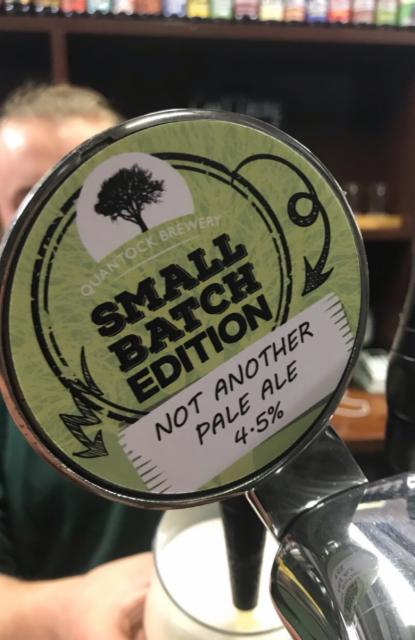 QUANTOCK BREWERY
SMALL
BATCH
EDITION
NOT ANOTHER
PALE ALE
4.5%